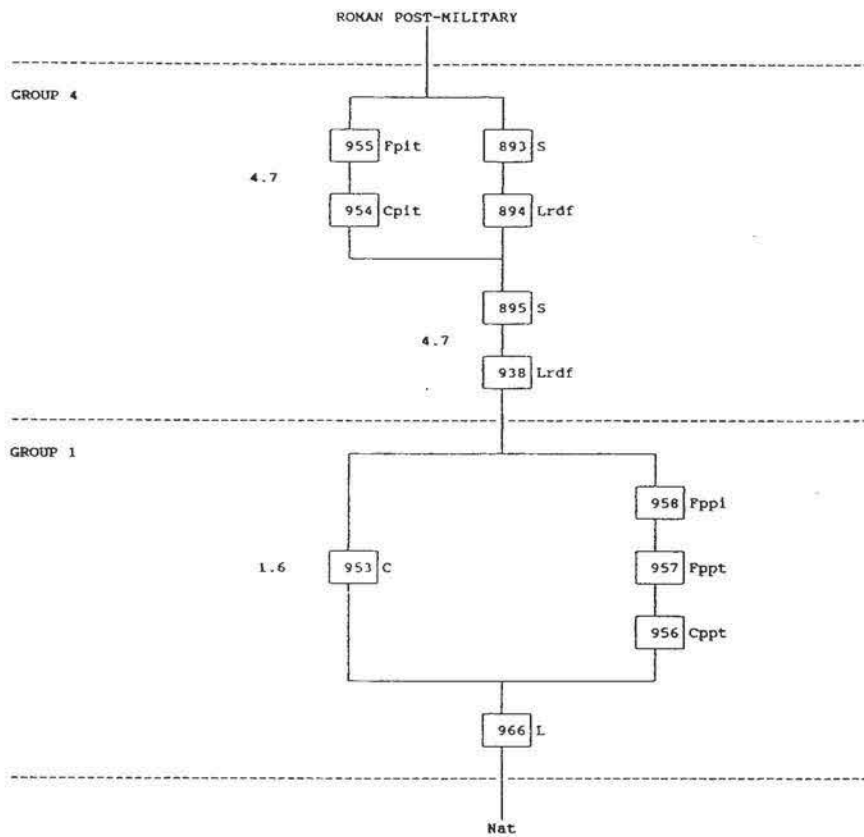 ROMAN POST-MILITARY
GROUP 4
955 Fpit 893 S
4.7
954 Cpit 894 Lrdf
895 S
4.7
938 Lrdf
GROUP 1
958 Fppi
1.6 953 C 957 Fppt
956 Cppt
966 L
Nat